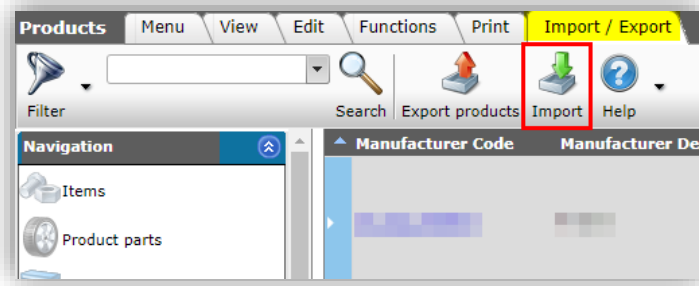 Products Menu View Edit Functions Print Import / Export
Filter Search Export products Import Help
Navigation Manufacturer Code Manufacturer De
Items
Product parts